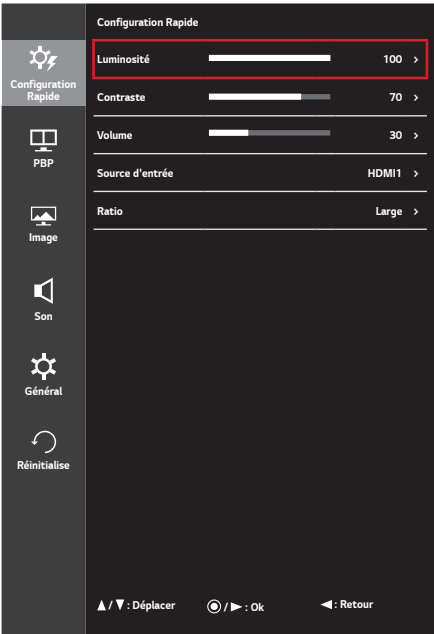 Configuration Rapide
Luminosité 100 >
Contraste 70 >
Volume 30 >
Source d'entrée HDMI1 >
Ratio Large >
Configuration
Rapide
PBP
Image
Son
Général
Réinitialise
▲/▼ : Déplacer ◉/► : Ok ◄ : Retour